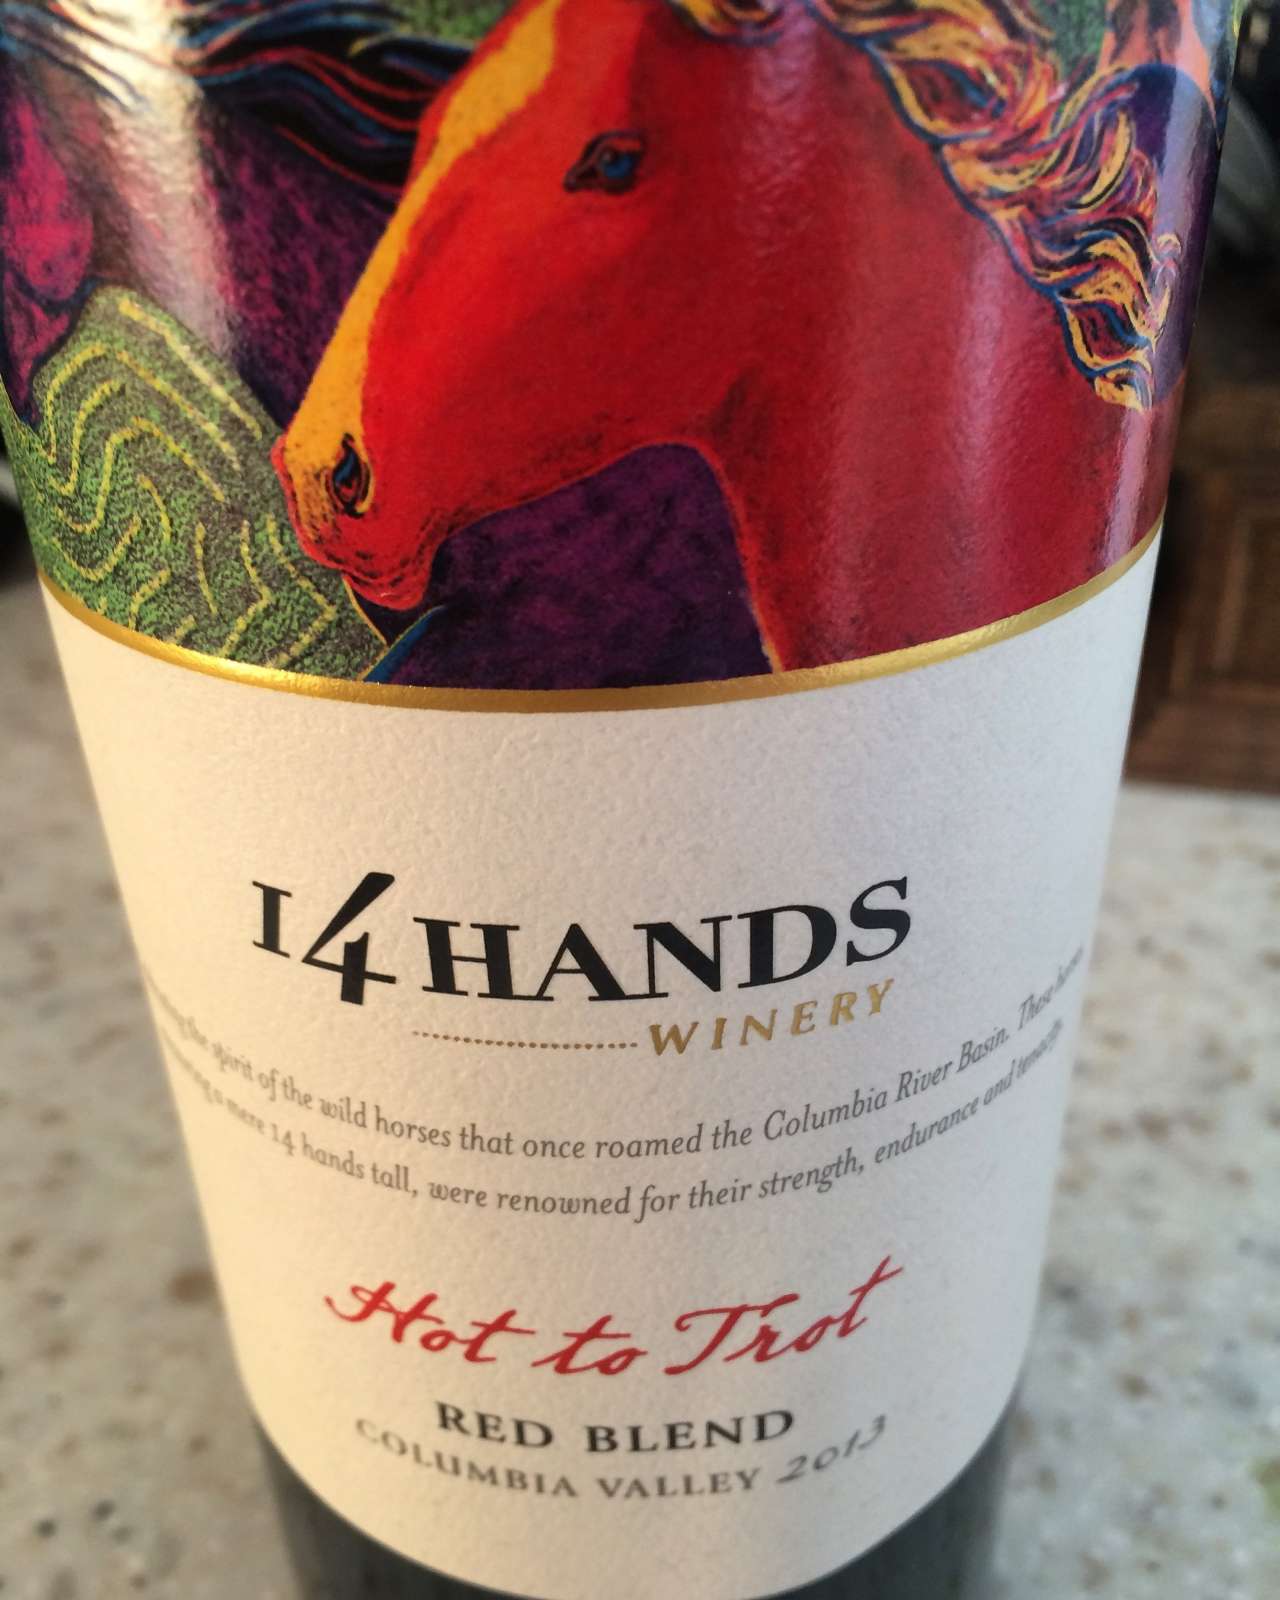 14 HANDS
WINERY
the spirit of the wild horses that once roamed the Columbia River Basin. These
a mere 14 hands tall, were renowned for their strength, endurance and tenacity.
Hot to Trot
RED BLEND
COLUMBIA VALLEY 2013